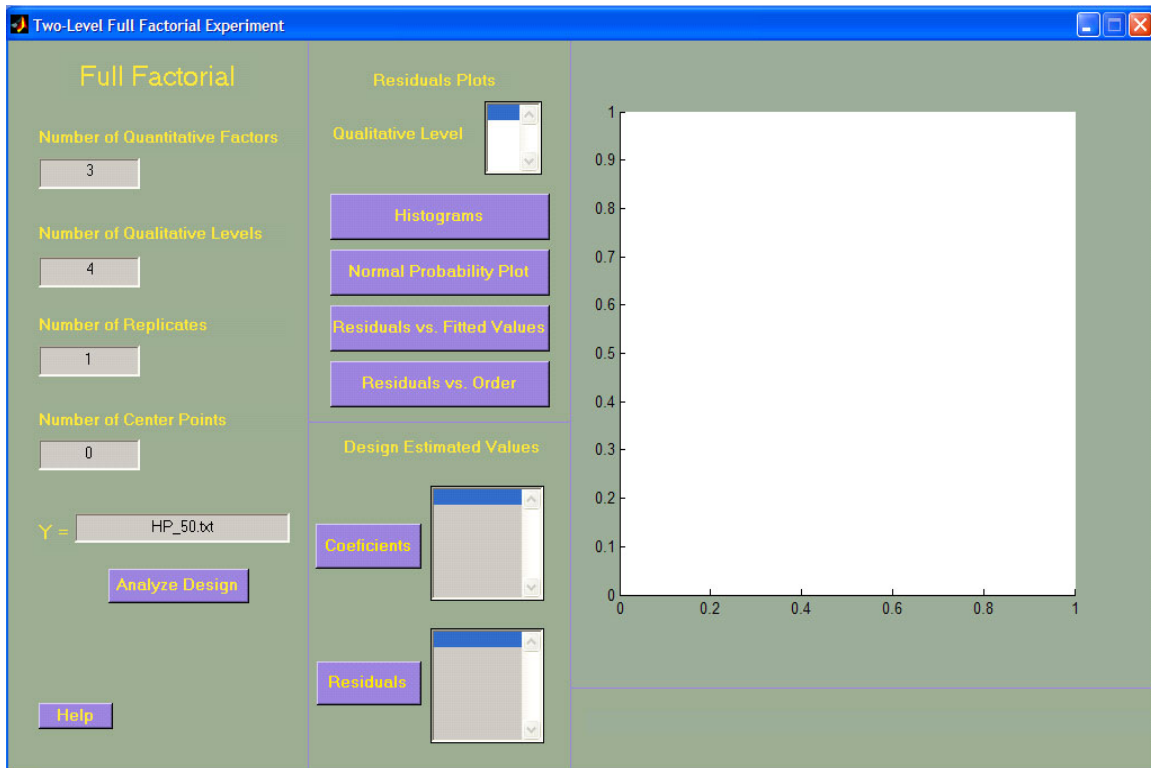 Two-Level Full Factorial Experiment
Full Factorial
Number of Quantitative Factors
3
Number of Qualitative Levels
4
Number of Replicates
1
Number of Center Points
0
Y =
HP_50.txt
Analyze Design
Help
Residuals Plots
Qualitative Level
Histograms
Normal Probability Plot
Residuals vs. Fitted Values
Residuals vs. Order
Design Estimated Values
Coeficients
Residuals
1
0.9
0.8
0.7
0.6
0.5
0.4
0.3
0.2
0.1
0
0 0.2 0.4 0.6 0.8 1